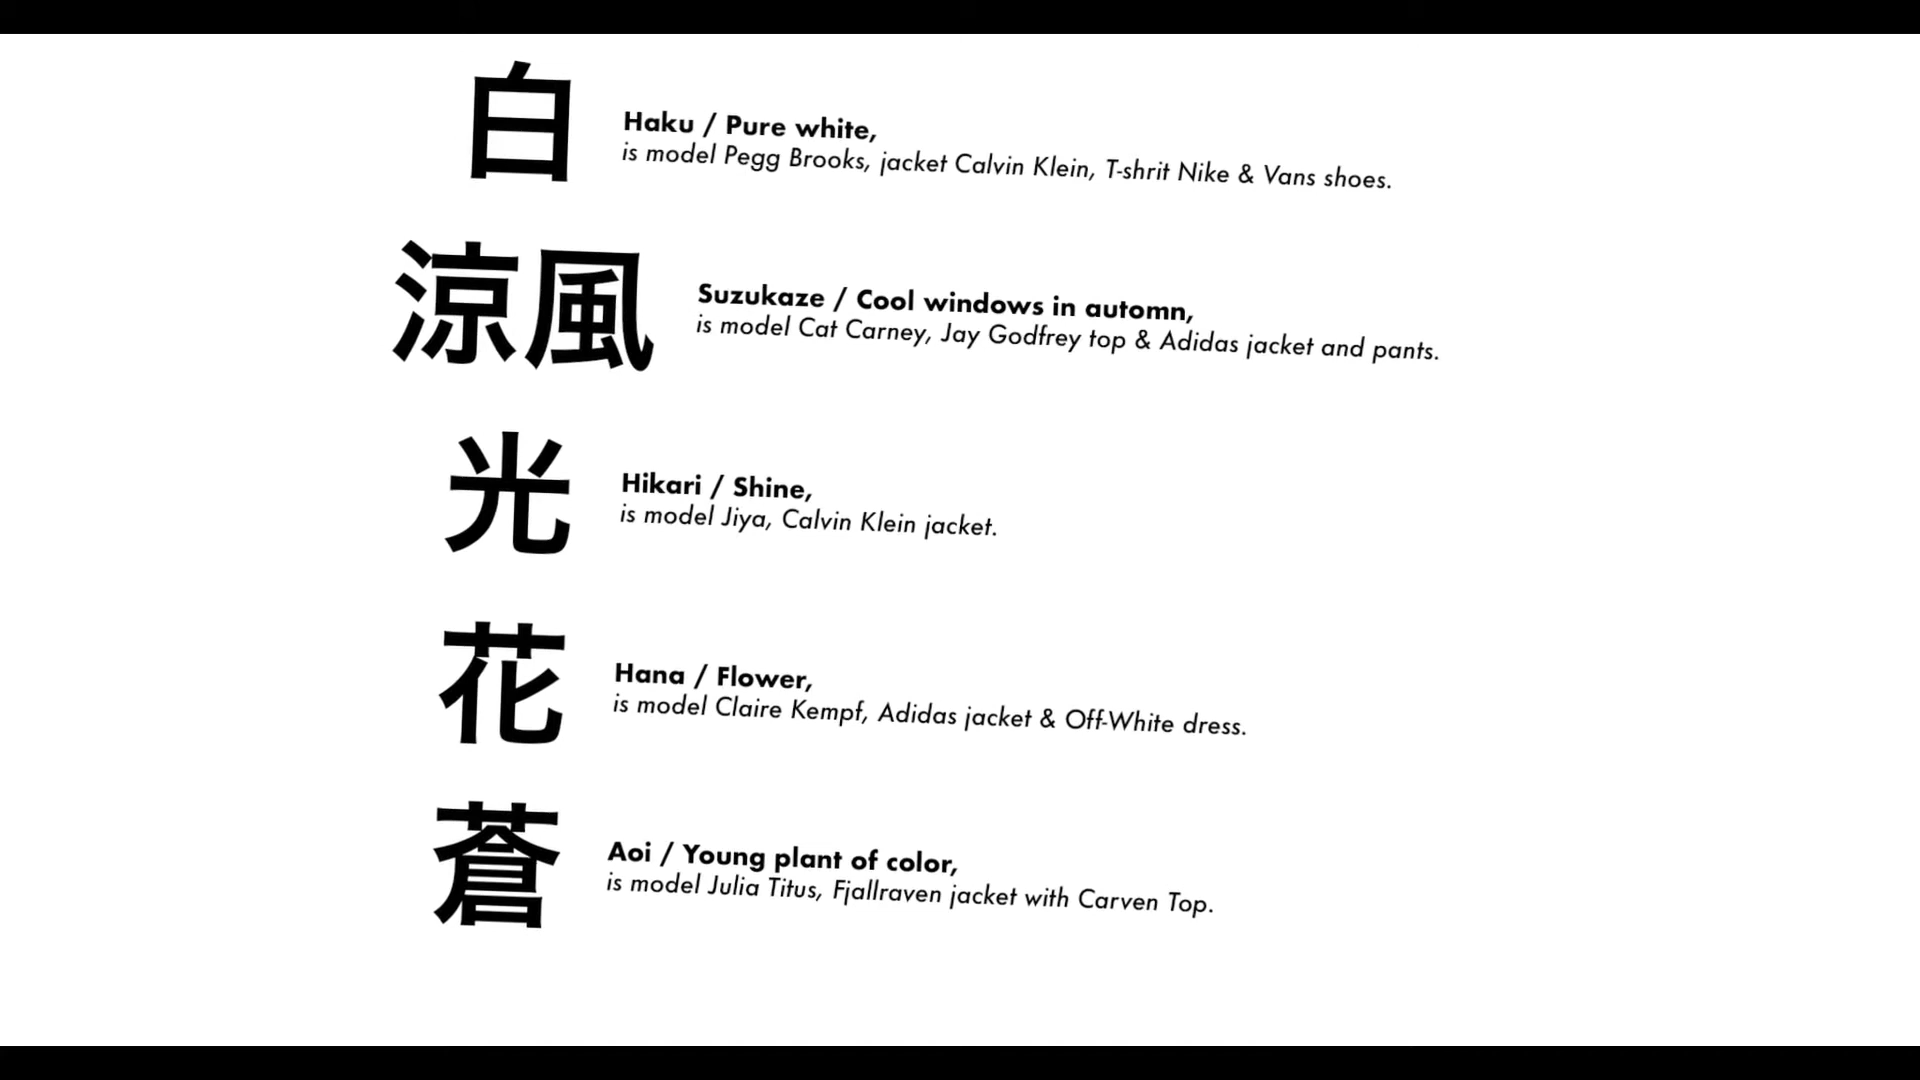 白
Haku / Pure white,
is model Pegg Brooks, jacket Calvin Klein, T-shrit Nike & Vans shoes.
涼風
Suzukaze / Cool windows in automn,
is model Cat Carney, Jay Godfrey top & Adidas jacket and pants.
光
Hikari / Shine,
is model Jiya, Calvin Klein jacket.
花
Hana / Flower,
is model Claire Kempf, Adidas jacket & Off-White dress.
蒼
Aoi / Young plant of color,
is model Julia Titus, Fjallraven jacket with Carven Top.